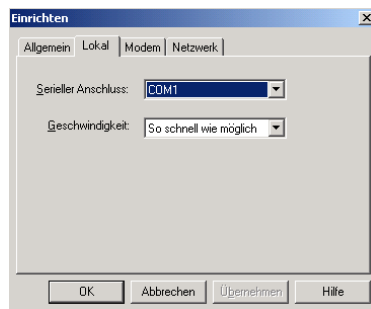 Einrichten
Allgemein Lokal Modem Netzwerk
Serieller Anschluss: COM1
Geschwindigkeit: So schnell wie möglich
OK Abbrechen Übernehmen Hilfe